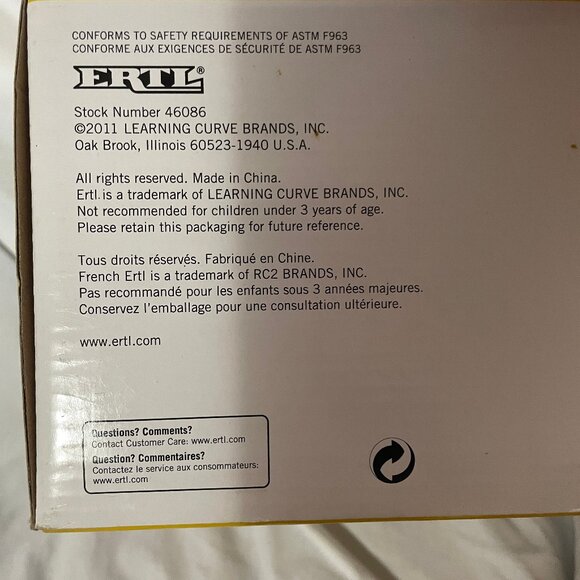 CONFORMS TO SAFETY REQUIREMENTS OF ASTM F963
CONFORME AUX EXIGENCES DE SÉCURITÉ DE ASTM F963
ERTL®
Stock Number 46086
©2011 LEARNING CURVE BRANDS, INC.
Oak Brook, Illinois 60523-1940 U.S.A.
All rights reserved. Made in China.
Ertl is a trademark of LEARNING CURVE BRANDS, INC.
Not recommended for children under 3 years of age.
Please retain this packaging for future reference.
Tous droits réservés. Fabriqué en Chine.
French Ertl is a trademark of RC2 BRANDS, INC.
Pas recommandé pour les enfants sous 3 années majeures.
Conservez l'emballage pour une consultation ultérieure.
www.ertl.com
Questions? Comments?
Contact Customer Care: www.ertl.com
Question? Commentaires?
Contactez le service aux consommateurs:
www.ertl.com